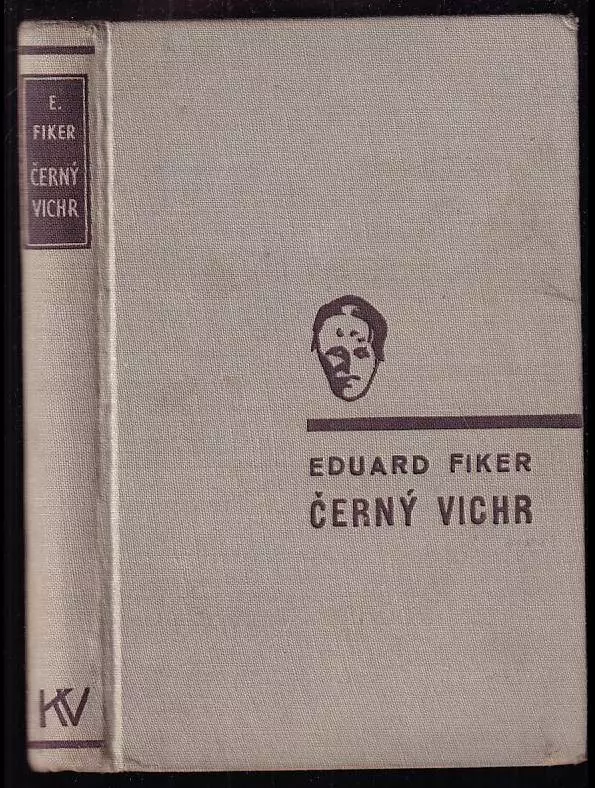 E.
FIKER
ČERNÝ
VICHR
EDUARD FIKER
ČERNÝ VICHR
KV